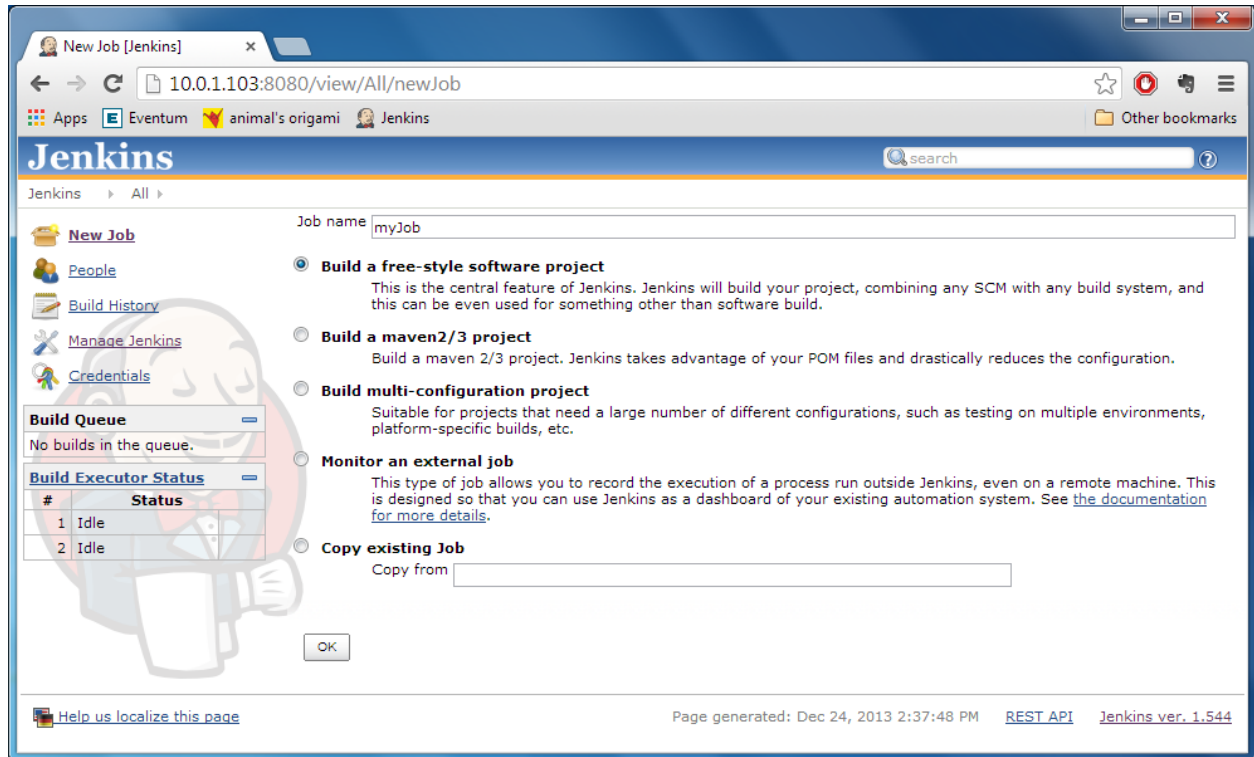 New Job [Jenkins]
10.0.1.103:8080/view/All/newJob
Apps E Eventum animal's origami Jenkins Other bookmarks
Jenkins
search
Jenkins All
New Job
People
Build History
Manage Jenkins
Credentials
Build Queue
No builds in the queue.
Build Executor Status
# Status
1 Idle
2 Idle
Job name myJob
Build a free-style software project
This is the central feature of Jenkins. Jenkins will build your project, combining any SCM with any build system, and
this can be even used for something other than software build.
Build a maven2/3 project
Build a maven 2/3 project. Jenkins takes advantage of your POM files and drastically reduces the configuration.
Build multi-configuration project
Suitable for projects that need a large number of different configurations, such as testing on multiple environments,
platform-specific builds, etc.
Monitor an external job
This type of job allows you to record the execution of a process run outside Jenkins, even on a remote machine. This
is designed so that you can use Jenkins as a dashboard of your existing automation system. See the documentation
for more details.
Copy existing Job
Copy from
OK
Help us localize this page
Page generated: Dec 24, 2013 2:37:48 PM REST API Jenkins ver. 1.544